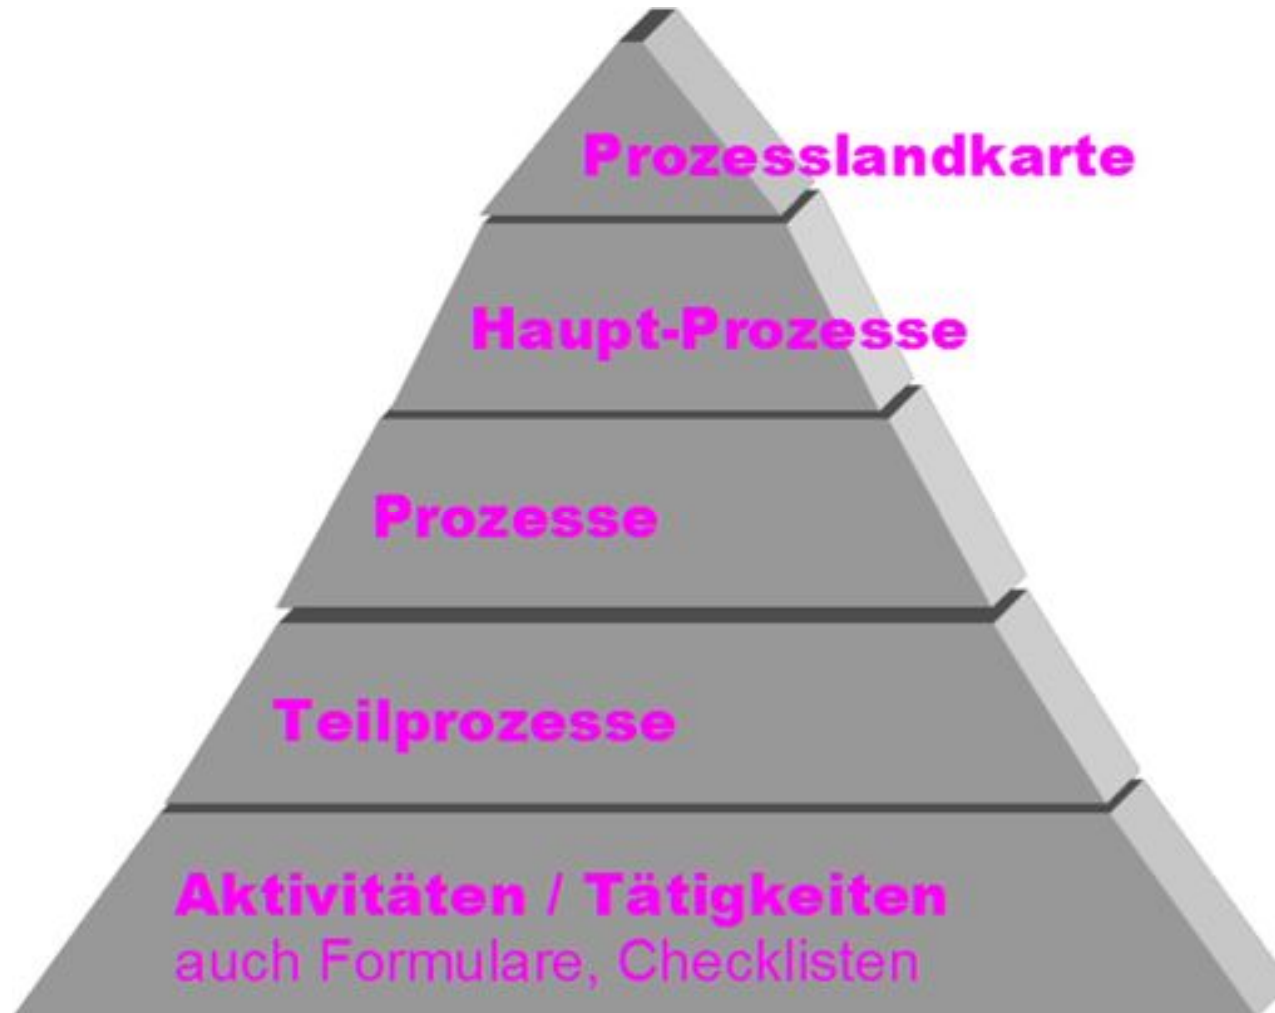 Prozesslandkarte
Haupt-Prozesse
Prozesse
Teilprozesse
Aktivitäten / Tätigkeiten
auch Formulare, Checklisten